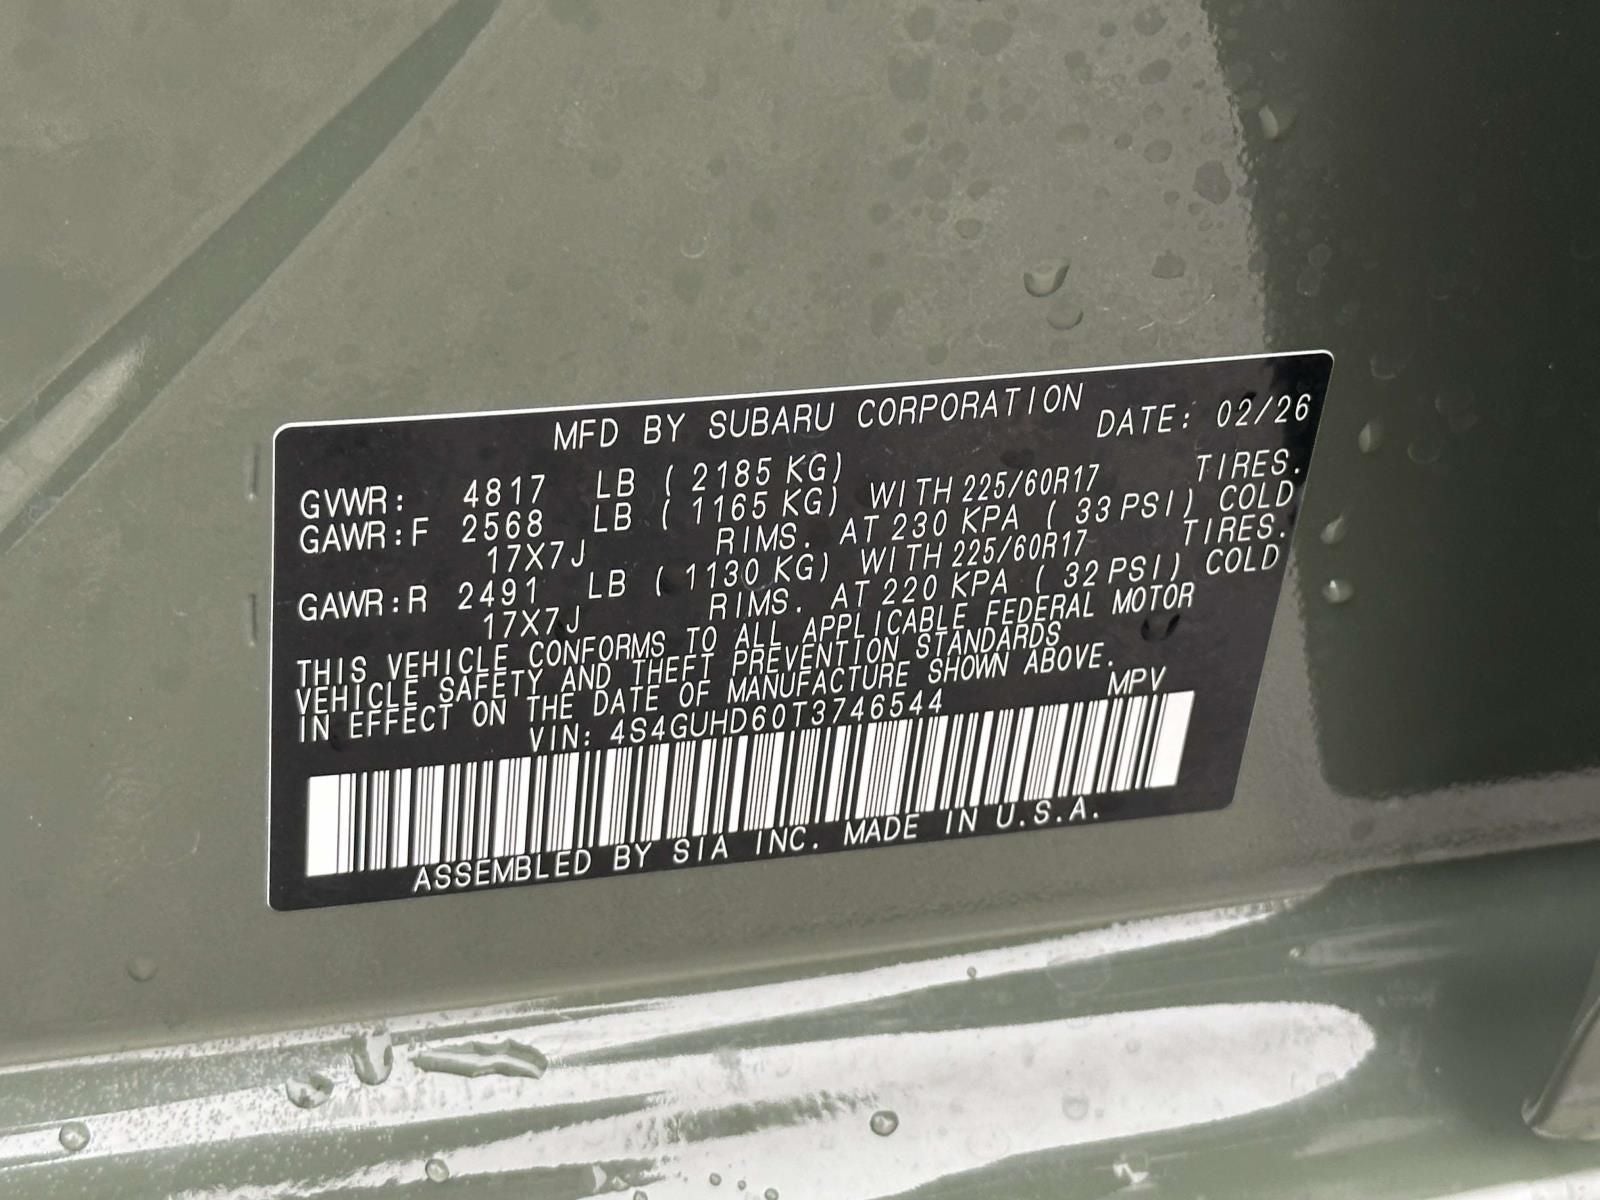 MFD BY SUBARU CORPORATION DATE: 02/26
GVWR: 4817 LB ( 2185 KG)
GAWR:F 2568 LB ( 1165 KG) WITH 225/60R17 TIRES.
17X7J RIMS. AT 230 KPA ( 33 PSI) COLD
GAWR:R 2491 LB ( 1130 KG) WITH 225/60R17 TIRES.
17X7J RIMS. AT 220 KPA ( 32 PSI) COLD
THIS VEHICLE CONFORMS TO ALL APPLICABLE FEDERAL MOTOR
VEHICLE SAFETY AND THEFT PREVENTION STANDARDS
IN EFFECT ON THE DATE OF MANUFACTURE SHOWN ABOVE.
VIN: 4S4GUHD60T3746544 MPV
ASSEMBLED BY SIA INC. MADE IN U.S.A.